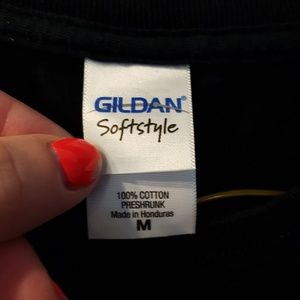 GILDAN®
Softstyle
100% COTTON
PRESHRUNK
Made in Honduras
M